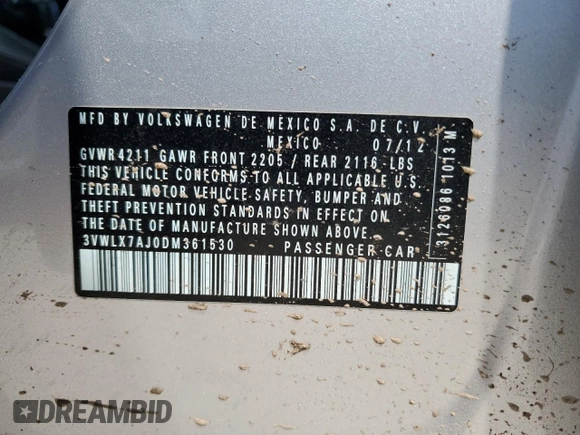 MFD BY VOLKSWAGEN DE MEXICO S.A. DE C.V.
MEXICO 07/12
GVWR 4211 GAWR FRONT 2205 / REAR 2116 LBS
THIS VEHICLE CONFORMS TO ALL APPLICABLE U.S.
FEDERAL MOTOR VEHICLE SAFETY, BUMPER AND
THEFT PREVENTION STANDARDS IN EFFECT ON
THE DATE OF MANUFACTURE SHOWN ABOVE.
3VWLX7AJ0DM361530 PASSENGER CAR
3126086 1013 M
DREAMBID